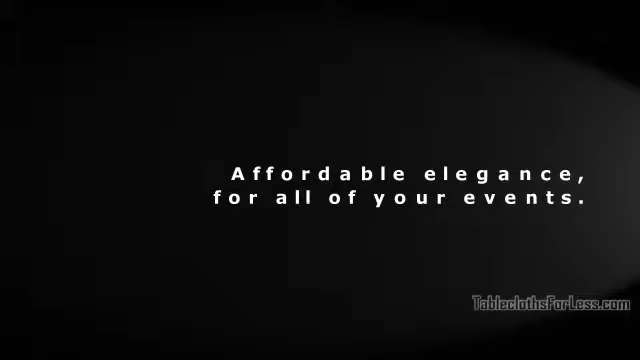 Affordable elegance,
for all of your events.
TableclothsForLess.com